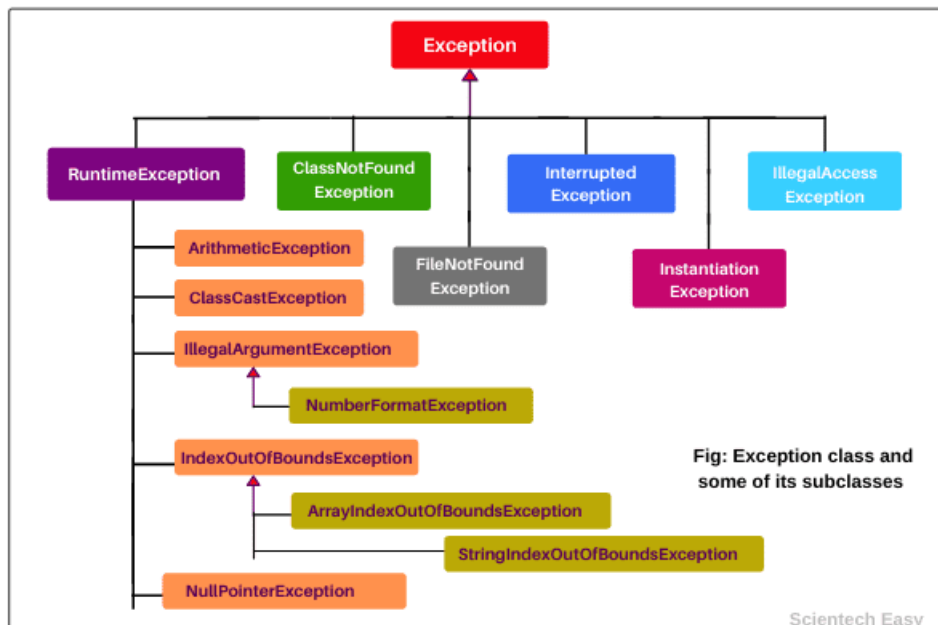 Exception
RuntimeException
ClassNotFound
Exception
Interrupted
Exception
IllegalAccess
Exception
FileNotFound
Exception
Instantiation
Exception
ArithmeticException
ClassCastException
IllegalArgumentException
NumberFormatException
IndexOutOfBoundsException
ArrayIndexOutOfBoundsException
StringIndexOutOfBoundsException
NullPointerException
Fig: Exception class and
some of its subclasses
Scientech Easy